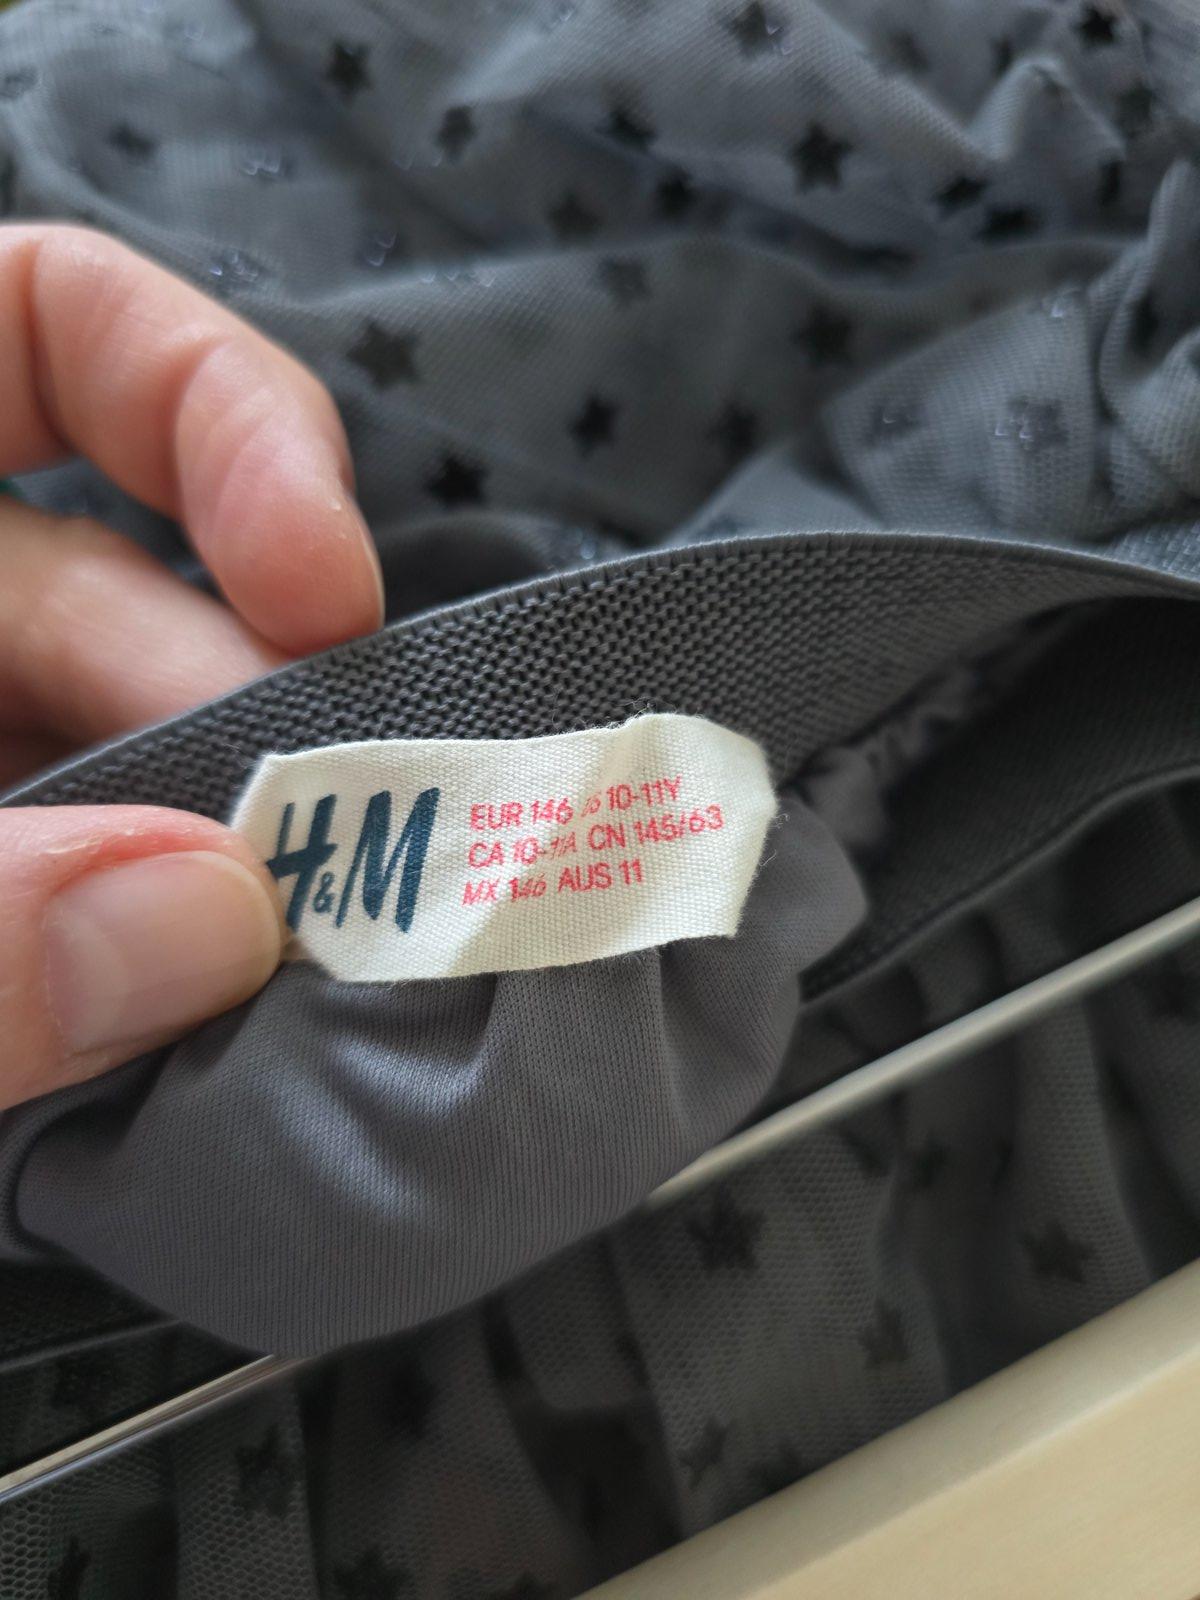 H&M
EUR 146 10-11Y
CA 10-11A CN 145/63
MX 146 AUS 11